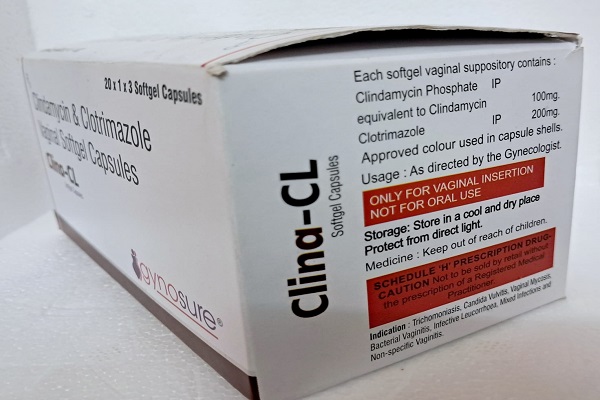 20 x 1 x 3 Softgel Capsules
Clindamycin & Clotrimazole
Vaginal Softgel Capsules
Clina-CL
gynosure®
Clina-CL
Softgel Capsules
Each softgel vaginal suppository contains :
Clindamycin Phosphate IP
equivalent to Clindamycin 100mg.
Clotrimazole IP 200mg.
Approved colour used in capsule shells.
Usage : As directed by the Gynecologist.
ONLY FOR VAGINAL INSERTION
NOT FOR ORAL USE
Storage: Store in a cool and dry place
Protect from direct light.
Medicine : Keep out of reach of children.
SCHEDULE 'H' PRESCRIPTION DRUG-
CAUTION Not to be sold by retail without
the prescription of a Registered Medical
Practitioner.
Indication : Trichomoniasis, Candida Vulvitis, Vaginal Mycosis,
Bacterial Vaginitis, Infective Leucorrhoea, Mixed Infections and
Non-specific Vaginitis.